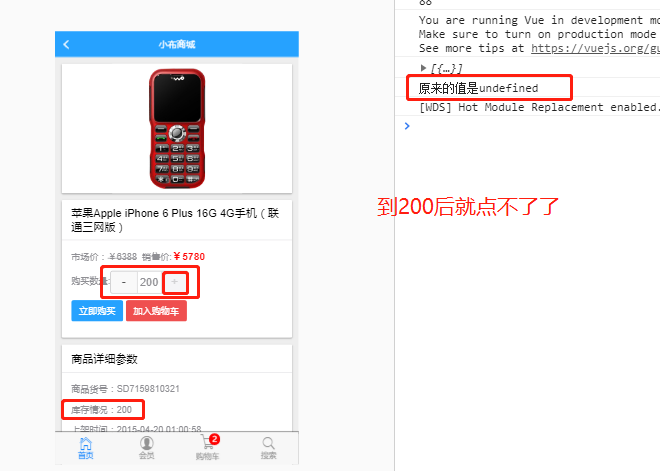 小布商城
苹果Apple iPhone 6 Plus 16G 4G手机（联
通三网版）
市场价：￥6388 销售价:￥5780
购买数量: - 200 +
立即购买 加入购物车
商品详细参数
商品货号：SD7159810321
库存情况：200
上架时间：2015-04-20 01:00:58
首页 会员 2 购物车 搜索
88
You are running Vue in development mo
Make sure to turn on production mode
See more tips at https://vuejs.org/gu
▶[{…}]
原来的值是undefined
[WDS] Hot Module Replacement enabled.
到200后就点不了了